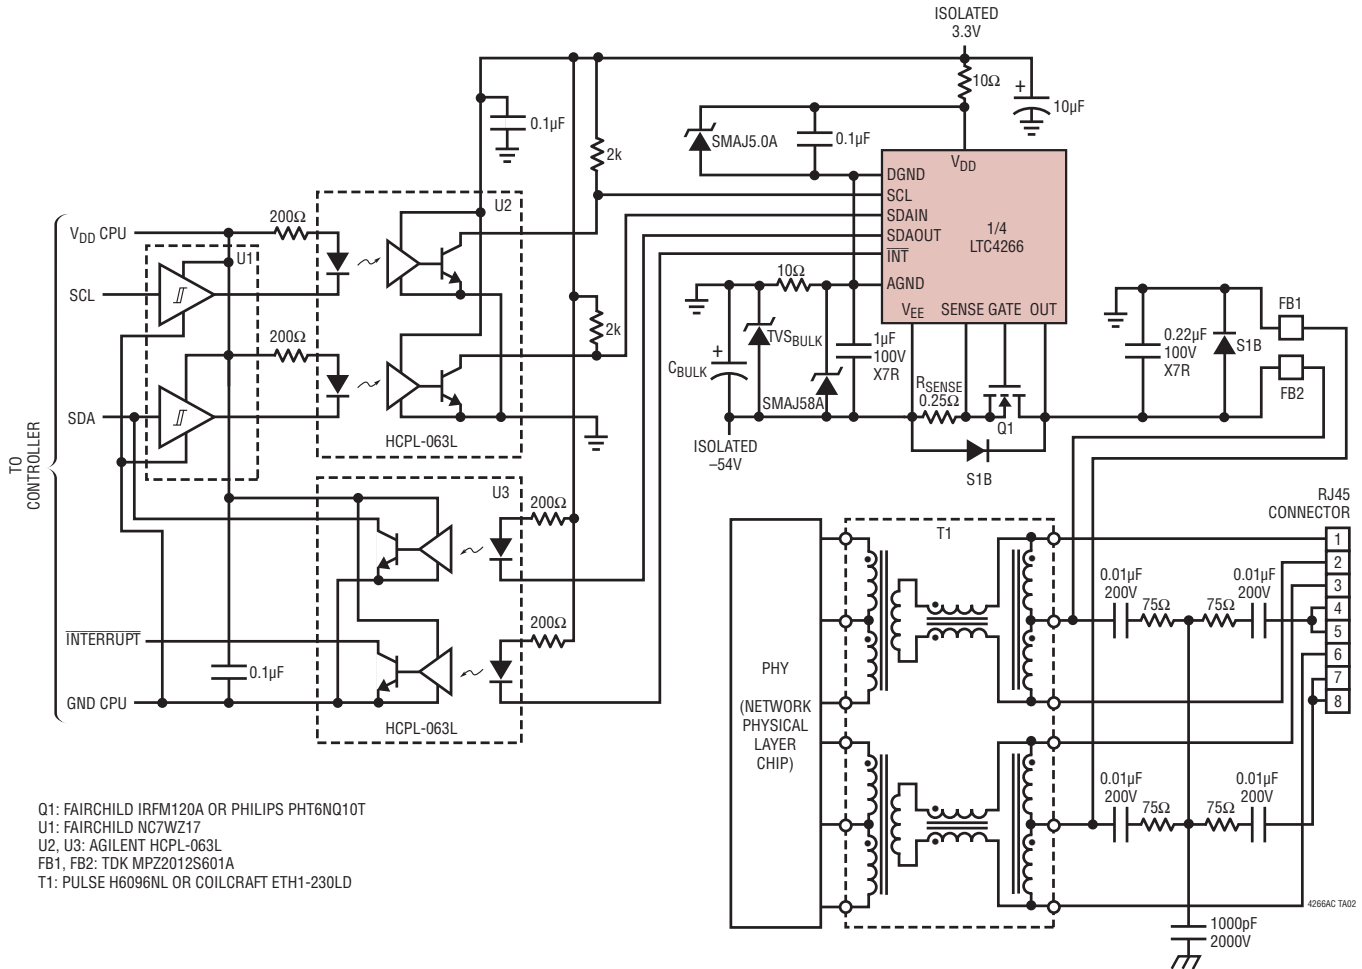 ISOLATED
3.3V
10Ω
+
10µF
0.1µF
SMAJ5.0A
0.1µF
2k
VDD
DGND
SCL
SDAIN
SDAOUT
INT
AGND
VEE
SENSE
GATE
OUT
1/4
LTC4266
U2
200Ω
VDD CPU
U1
SCL
200Ω
2k
10Ω
TVSBULK
+
CBULK
SMAJ58A
1µF
100V
X7R
RSENSE
0.25Ω
Q1
S1B
0.22µF
100V
X7R
S1B
FB1
FB2
SDA
HCPL-063L
ISOLATED
–54V
TO
CONTROLLER
U3
200Ω
200Ω
INTERRUPT
0.1µF
GND CPU
HCPL-063L
T1
RJ45
CONNECTOR
1
2
3
4
5
6
7
8
0.01µF
200V
75Ω
75Ω
0.01µF
200V
PHY
(NETWORK
PHYSICAL
LAYER
CHIP)
0.01µF
200V
75Ω
75Ω
0.01µF
200V
1000pF
2000V
4266AC TA02
Q1: FAIRCHILD IRFM120A OR PHILIPS PHT6NQ10T
U1: FAIRCHILD NC7WZ17
U2, U3: AGILENT HCPL-063L
FB1, FB2: TDK MPZ2012S601A
T1: PULSE H6096NL OR COILCRAFT ETH1-230LD